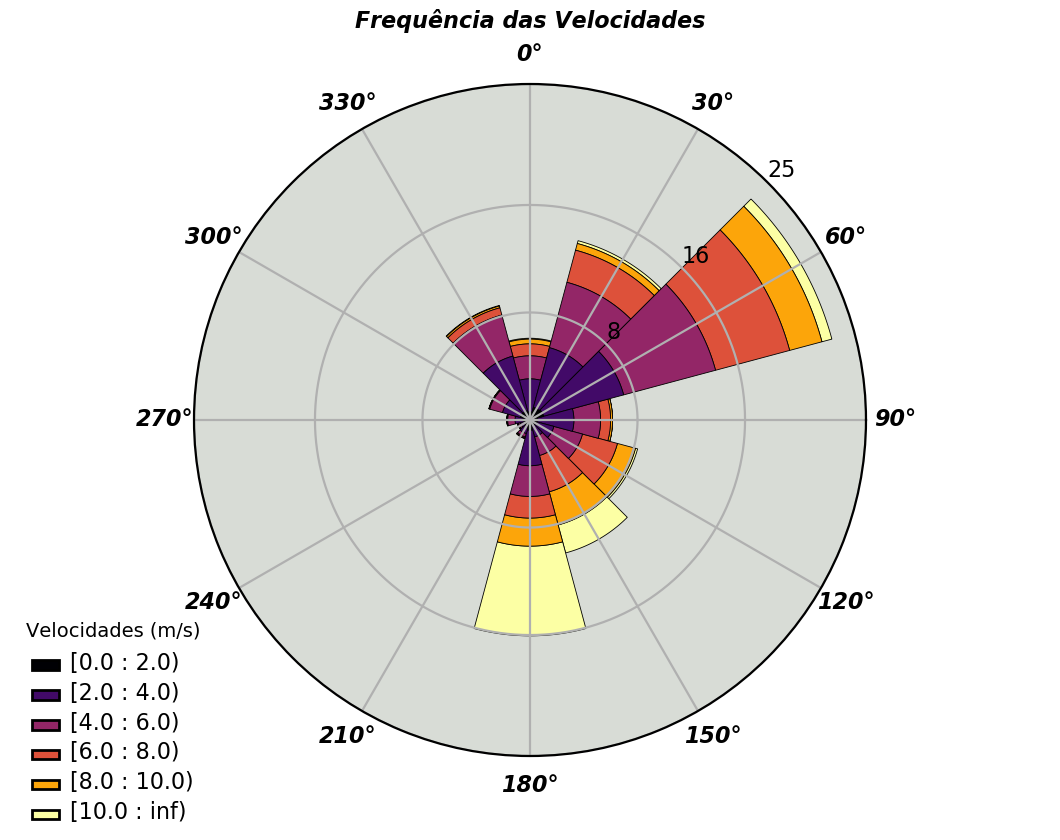 Frequência das Velocidades
0°
330°
30°
25
300°
60°
16
8
270°
90°
240°
120°
210°
150°
180°
Velocidades (m/s)
[0.0 : 2.0)
[2.0 : 4.0)
[4.0 : 6.0)
[6.0 : 8.0)
[8.0 : 10.0)
[10.0 : inf)